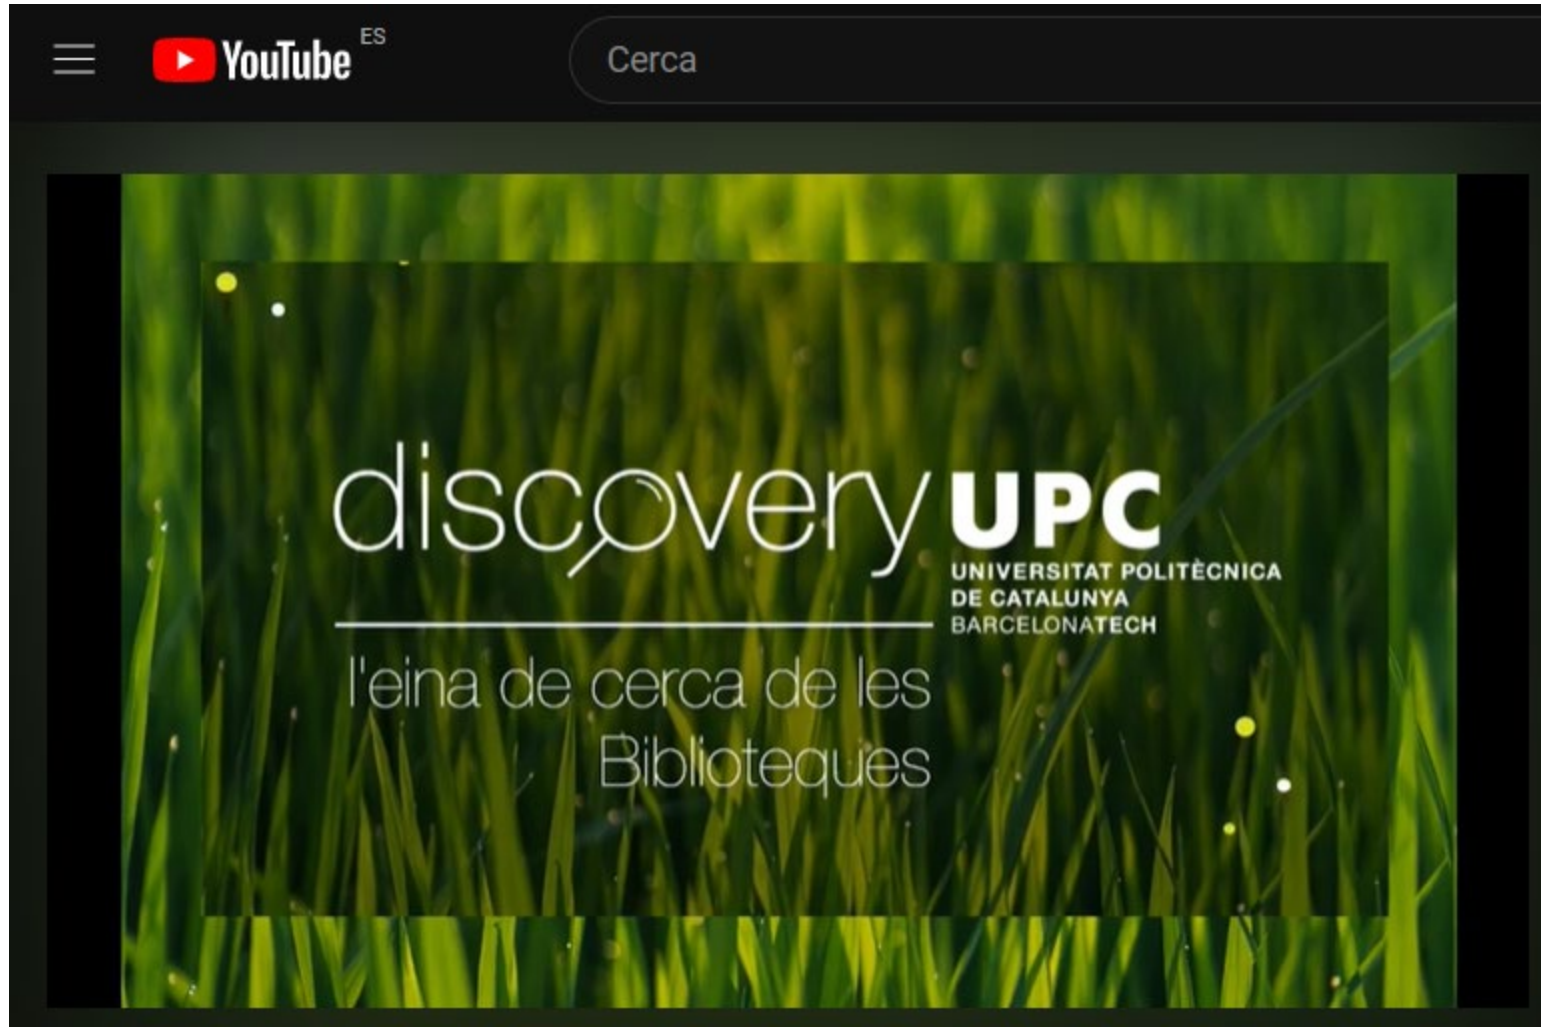 YouTube ES
Cerca
discovery UPC
UNIVERSITAT POLITÈCNICA
DE CATALUNYA
BARCELONATECH
l'eina de cerca de les
Biblioteques